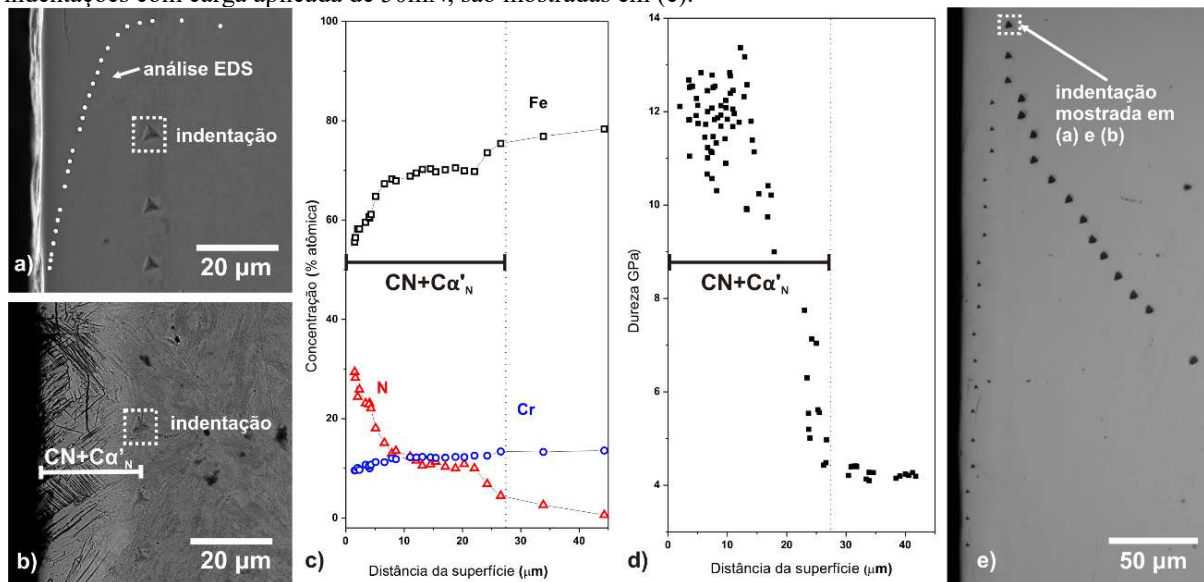 indentações com carga aplicada de 50mN, são mostradas em (e).
a)
análise EDS
indentação
20 µm
b)
indentação
CN+Cα'N
20 µm
c)
Concentração (% atômica)
100
80
60
40
20
0
Fe
CN+Cα'N
N
Cr
0 10 20 30 40
Distância da superfície (µm)
d)
Dureza GPa
14
12
10
8
6
4
CN+Cα'N
0 10 20 30 40
Distância da superfície (µm)
e)
indentação
mostrada em
(a) e (b)
50 µm